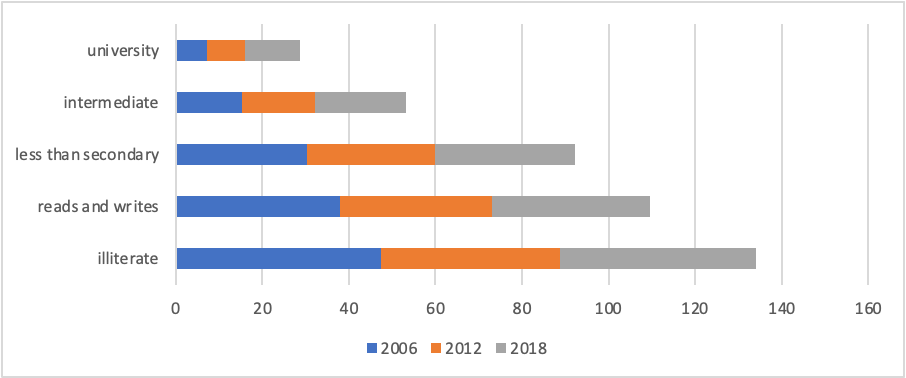 university
intermediate
less than secondary
reads and writes
illiterate
0 20 40 60 80 100 120 140 160
2006 2012 2018